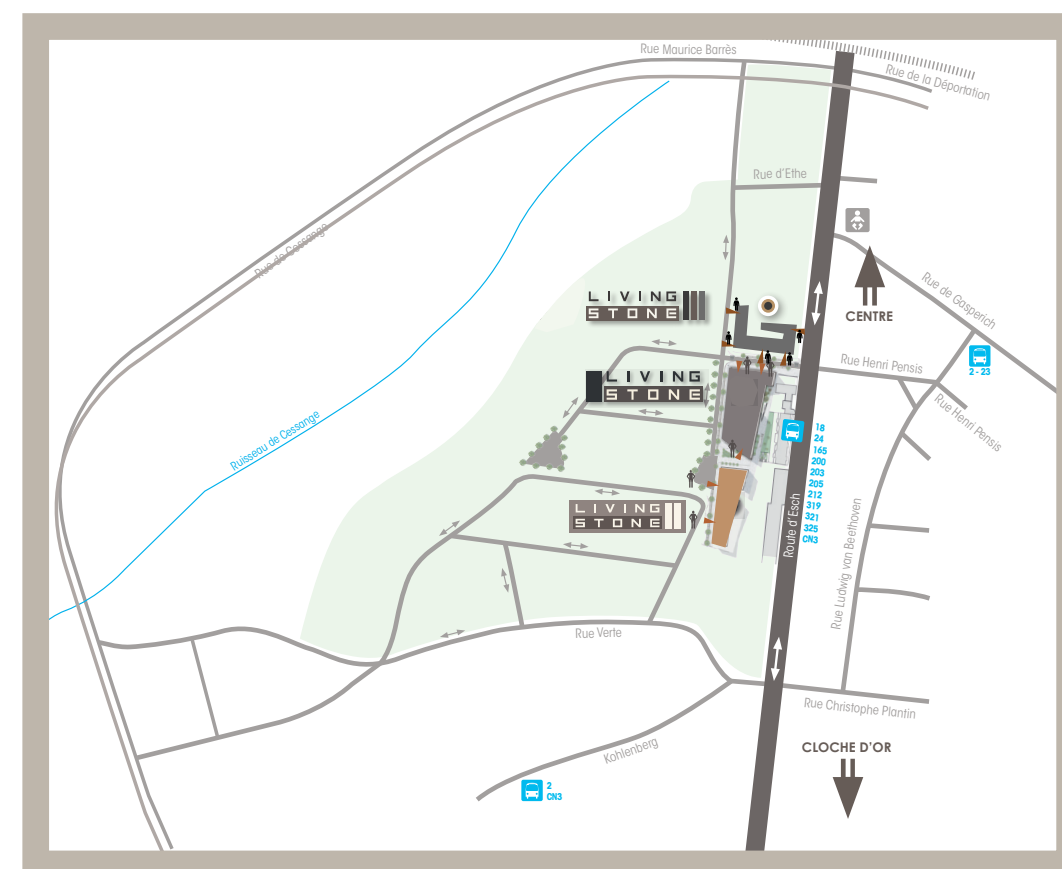 Rue Maurice Barrès
Rue de la Déportation
Rue d'Ethe
Rue de Cessange
Rue de Gasperich
CENTRE
LIVING
STONE
Rue Henri Pensis
2 - 23
LIVING
STONE
Rue Henri Pensis
Ruisseau de Cessange
18
24
165
200
203
205
212
319
321
325
CN3
LIVING
STONE
Route d'Esch
Rue Ludwig van Beethoven
Rue Verte
Rue Christophe Plantin
Kohlenberg
CLOCHE D'OR
2
CN3